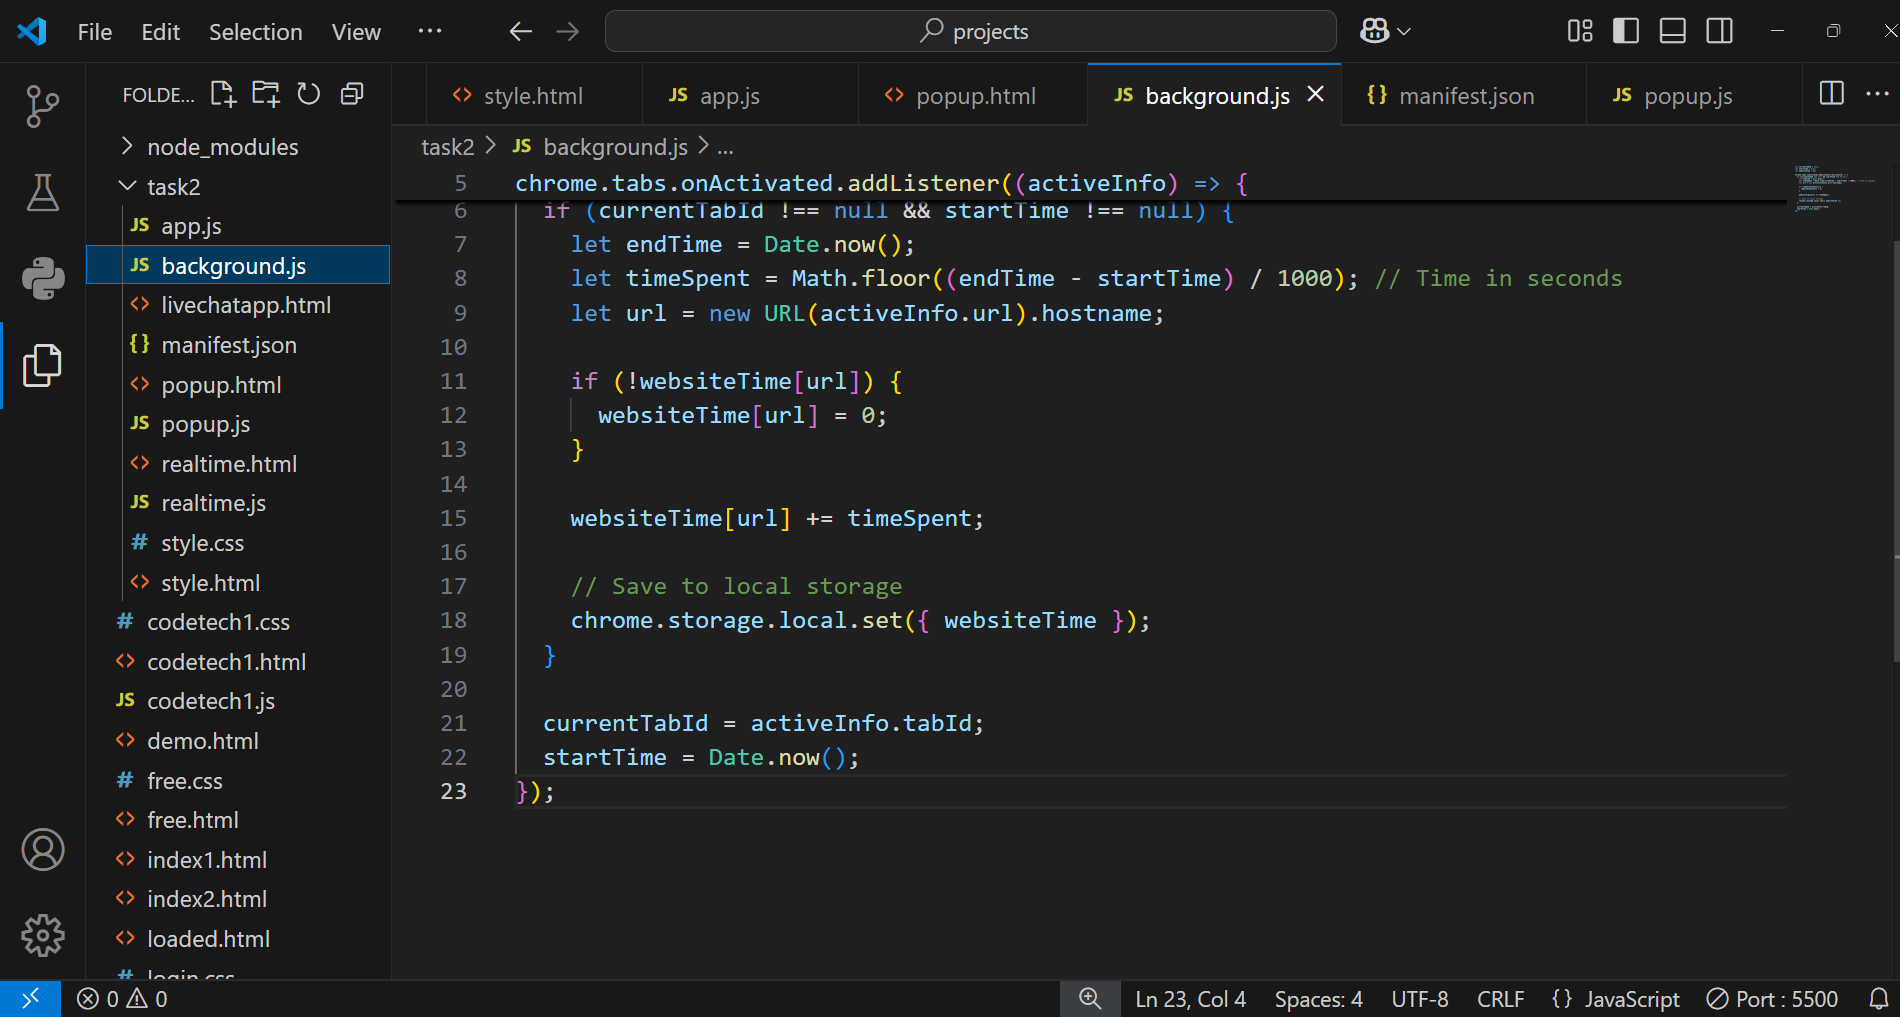 File Edit Selection View ··· projects
FOLDE...
node_modules
task2
JS app.js
JS background.js
<> livechatapp.html
{} manifest.json
<> popup.html
JS popup.js
<> realtime.html
JS realtime.js
# style.css
<> style.html
# codetech1.css
<> codetech1.html
JS codetech1.js
<> demo.html
# free.css
<> free.html
<> index1.html
<> index2.html
<> loaded.html
# login.css
<> style.html JS app.js <> popup.html JS background.js {} manifest.json JS popup.js
task2 > JS background.js > ...
5 chrome.tabs.onActivated.addListener((activeInfo) => {
6 if (currentTabId !== null && startTime !== null) {
7 let endTime = Date.now();
8 let timeSpent = Math.floor((endTime - startTime) / 1000); // Time in seconds
9 let url = new URL(activeInfo.url).hostname;
10
11 if (!websiteTime[url]) {
12 websiteTime[url] = 0;
13 }
14
15 websiteTime[url] += timeSpent;
16
17 // Save to local storage
18 chrome.storage.local.set({ websiteTime });
19 }
20
21 currentTabId = activeInfo.tabId;
22 startTime = Date.now();
23 });
0 0 Ln 23, Col 4 Spaces: 4 UTF-8 CRLF {} JavaScript Port : 5500